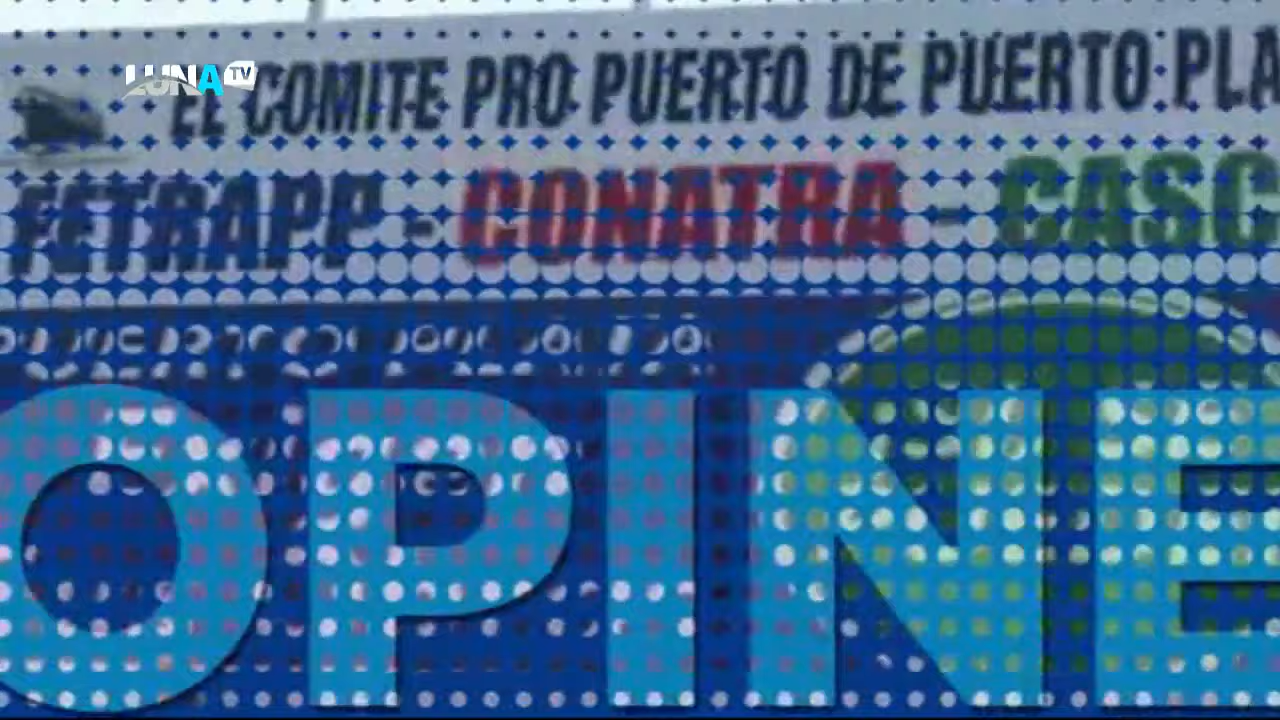 LUNA TV
EL COMITE PRO PUERTO DE PUERTO PLA
FETRAPP - CONATRA - CASC
OPINE